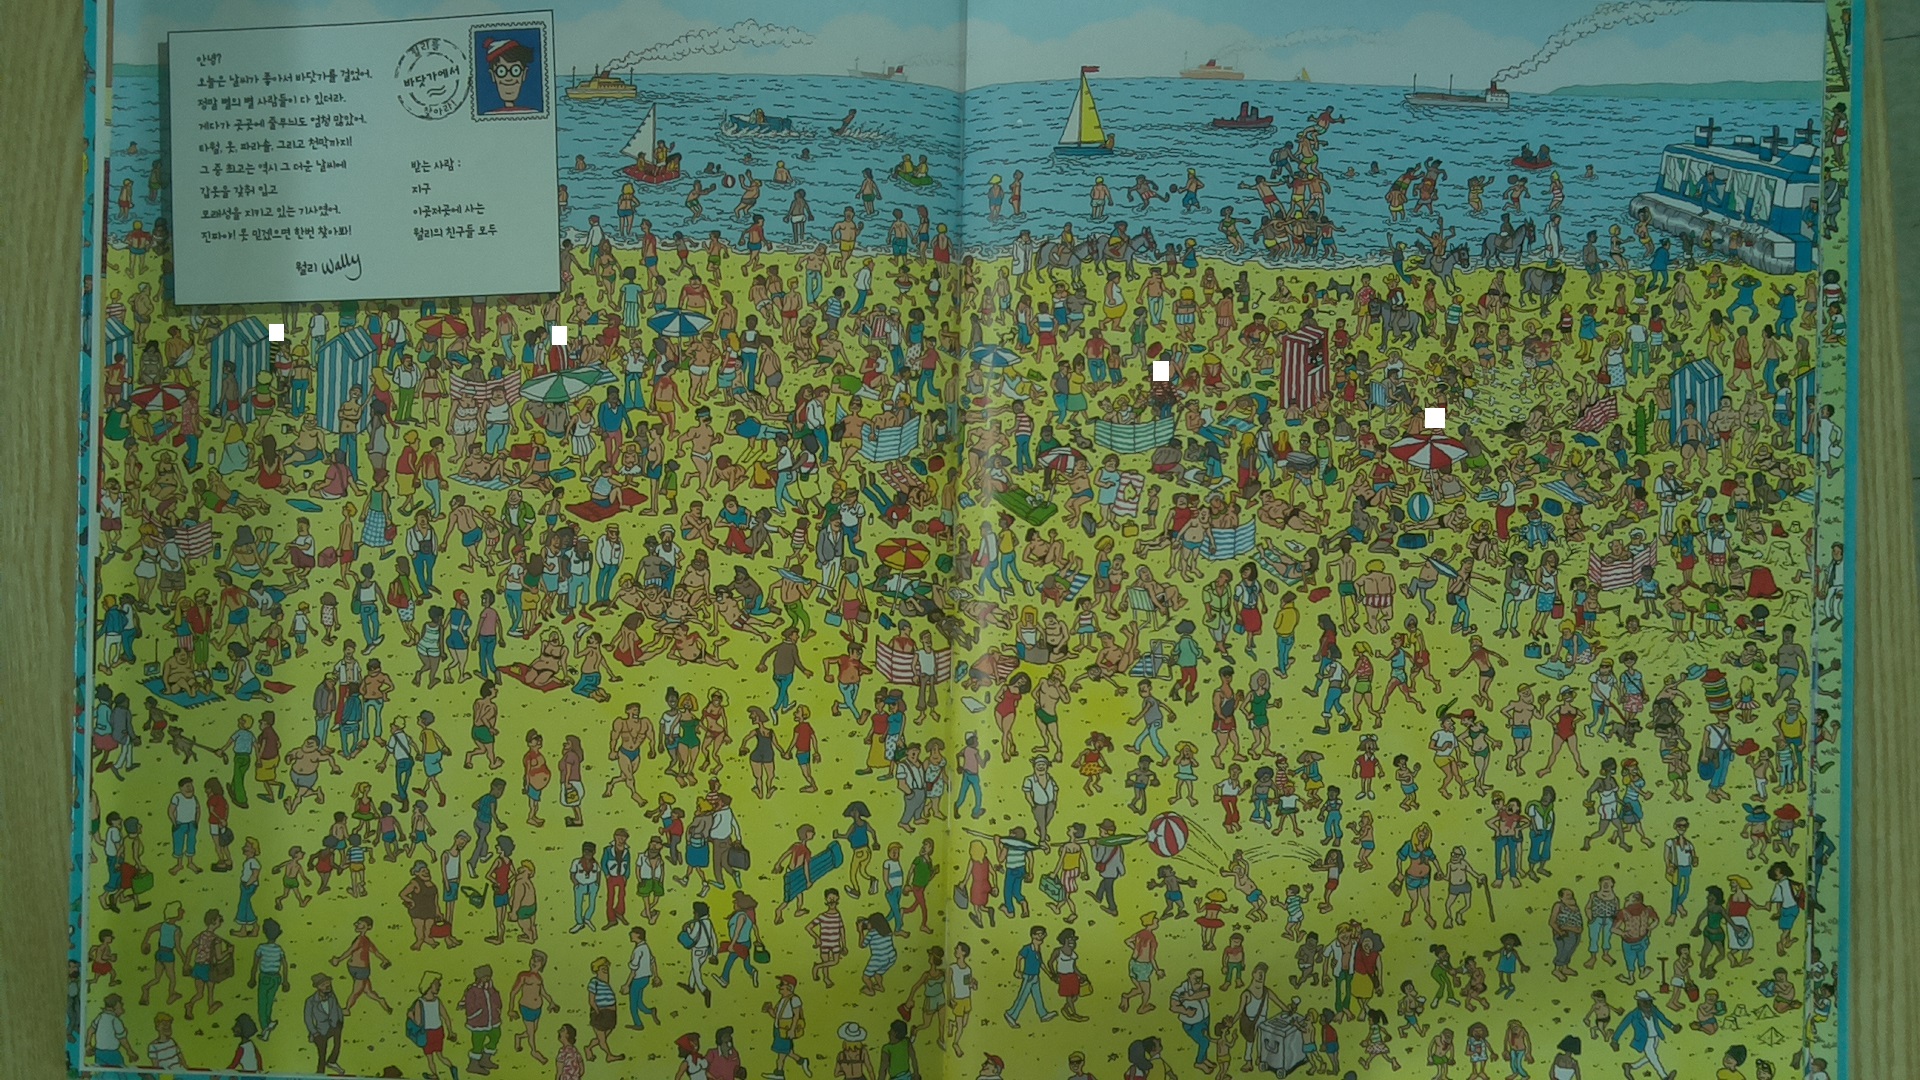 안녕?
오늘은 날씨가 좋아서 바닷가를 걸었어.
정말 별의 별 사람들이 다 있더라.
게다가 곳곳에 줄무늬도 엄청 많았어.
타월, 옷, 파라솔, 그리고 천막까지!
그 중 최고는 역시 그 더운 날씨에
갑옷을 갖춰 입고
모래성을 지키고 있는 기사였어.
진짜야! 못 믿겠으면 한번 찾아봐!
월리 Wally
월리를
바닷가에서
찾아라!
받는 사람 :
지구
이곳저곳에 사는
월리의 친구들 모두